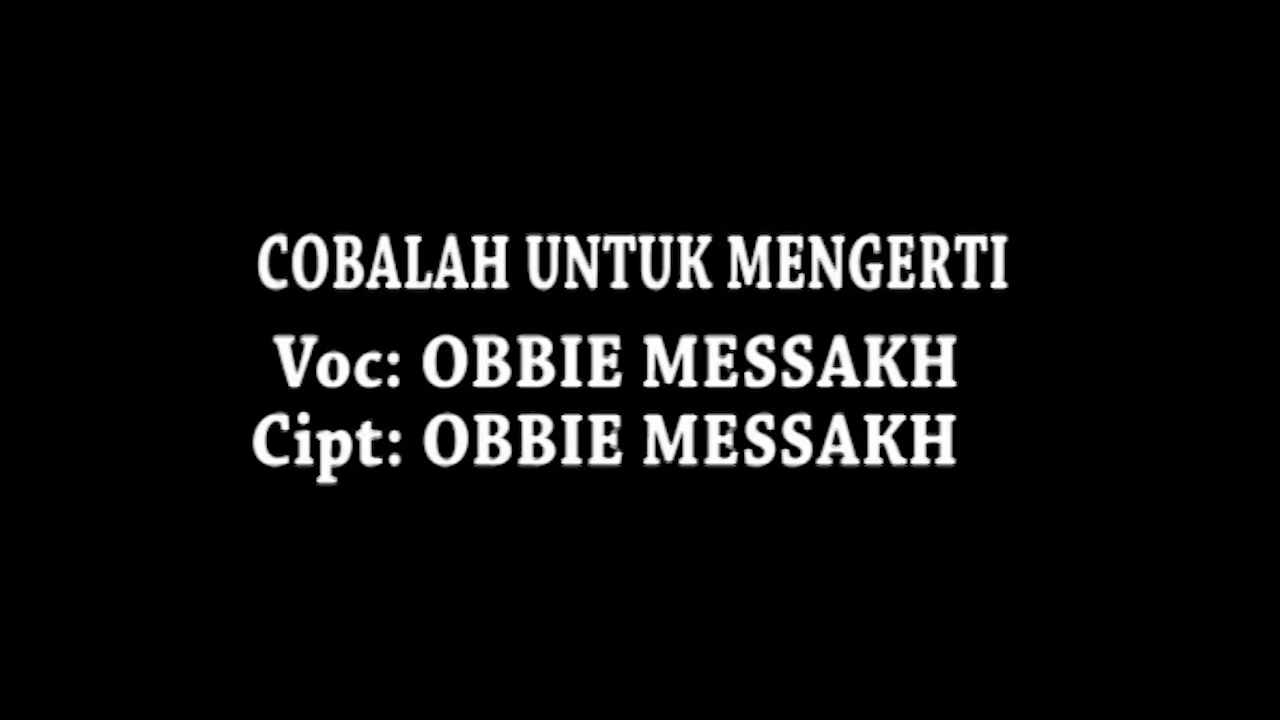 COBALAH UNTUK MENGERTI
Voc: OBBIE MESSAKH
Cipt: OBBIE MESSAKH